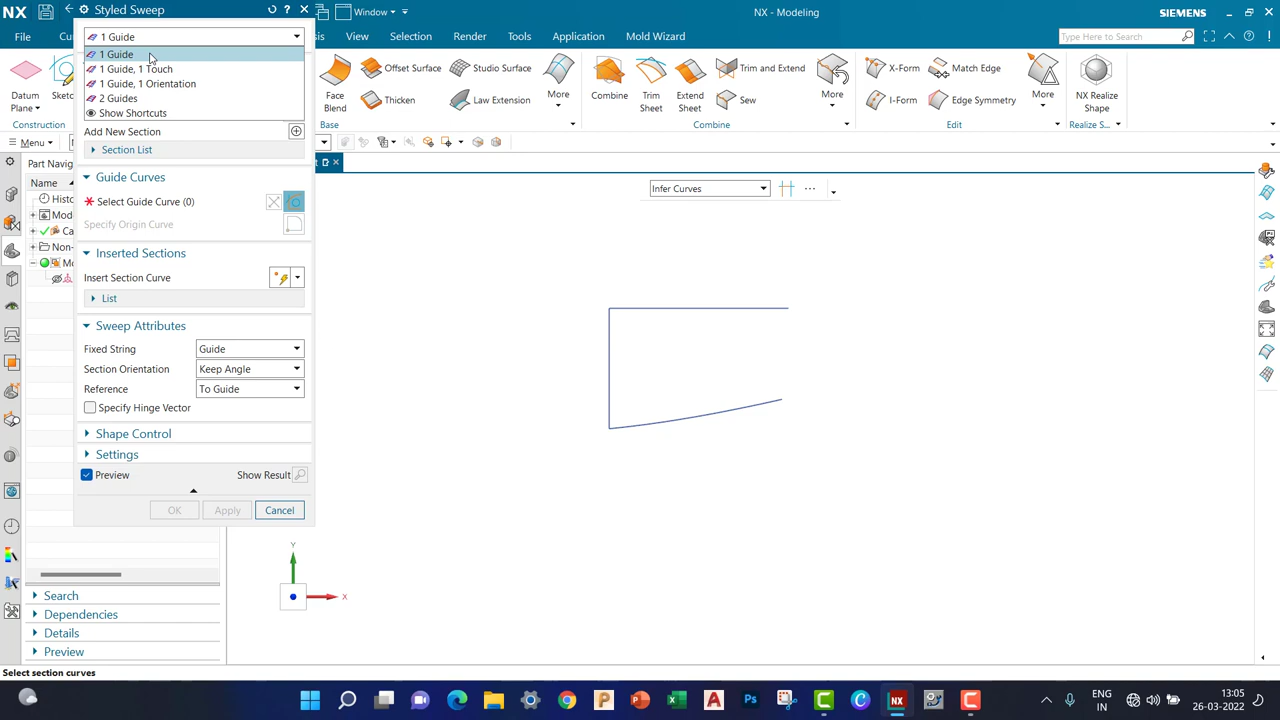 NX
Styled Sweep
Window
NX - Modeling
SIEMENS
File
Selection
Render
Tools
Application
Mold Wizard
Type Here to Search
1 Guide
1 Guide
1 Guide, 1 Touch
1 Guide, 1 Orientation
2 Guides
Show Shortcuts
Datum
Plane
Construction
Face
Blend
Offset Surface
Thicken
Studio Surface
Law Extension
More
Base
Combine
Trim
Sheet
Extend
Sheet
Trim and Extend
Sew
More
Combine
X-Form
I-Form
Match Edge
Edge Symmetry
More
Edit
NX Realize
Shape
Realize S...
Menu
Add New Section
Section List
Guide Curves
Select Guide Curve (0)
Specify Origin Curve
Inserted Sections
Insert Section Curve
List
Sweep Attributes
Fixed String
Guide
Section Orientation
Keep Angle
Reference
To Guide
Specify Hinge Vector
Shape Control
Settings
Preview
Show Result
OK
Apply
Cancel
Name
Infer Curves
Y
X
Search
Dependencies
Details
Preview
Select section curves
ENG
IN
13:05
26-03-2022